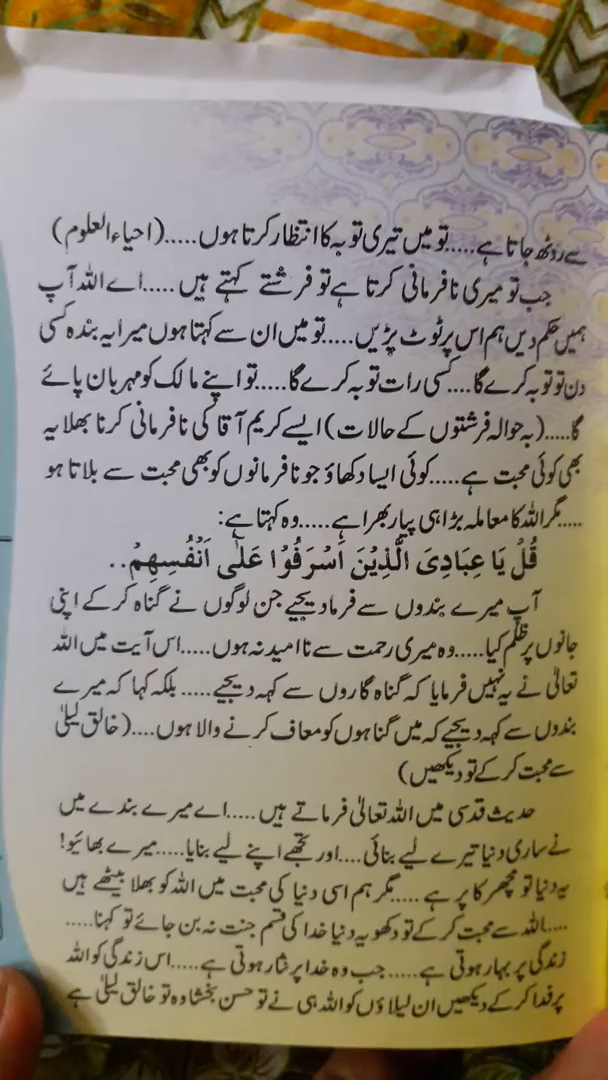 سے روٹھ جاتا ہے.....تو میں تیری توبہ کا انتظار کرتا ہوں.....(احیاء العلوم)
جب تو میری نافرمانی کرتا ہے تو فرشتے کہتے ہیں.....اے اللہ آپ
ہمیں حکم دیں ہم اس پر ٹوٹ پڑیں.....تو میں ان سے کہتا ہوں میرا یہ بندہ کسی
دن تو توبہ کرے گا....کسی رات توبہ کرے گا.....تو اپنے مالک کو مہربان پائے
گا.....(بہ حوالہ فرشتوں کے حالات) ایسے کریم آقا کی نافرمانی کرنا بھلا یہ
بھی کوئی محبت ہے.....کوئی ایسا دکھاؤ جو نافرمانوں کو بھی محبت سے بلاتا ہو
.....مگر اللہ کا معاملہ بڑا ہی پیار بھرا ہے.....وہ کہتا ہے:
قُلْ یَا عِبَادِیَ الَّذِیْنَ اَسْرَفُوْا عَلٰٓی اَنْفُسِهِمْ..
آپ میرے بندوں سے فرما دیجیے جن لوگوں نے گناہ کر کے اپنی
جانوں پر ظلم کیا.....وہ میری رحمت سے ناامید نہ ہوں.....اس آیت میں اللہ
تعالیٰ نے یہ نہیں فرمایا کہ گناہ گاروں سے کہہ دیجیے.....بلکہ کہا کہ میرے
بندوں سے کہہ دیجیے کہ میں گناہوں کو معاف کرنے والا ہوں....(خالق لیلیٰ
سے محبت کر کے تو دیکھیں)
حدیث قدسی میں اللہ تعالیٰ فرماتے ہیں.....اے میرے بندے میں
نے ساری دنیا تیرے لیے بنائی....اور تجھے اپنے لیے بنایا.....میرے بھائیو!
یہ دنیا تو مچھر کا پر ہے.....مگر ہم اسی دنیا کی محبت میں اللہ کو بھلا بیٹھے ہیں
....اللہ سے محبت کر کے تو دکھو یہ دنیا خدا کی قسم جنت نہ بن جائے تو کہنا.....
زندگی پر بہار ہوتی ہے.....جب وہ خدا پر نثار ہوتی ہے.....اس زندگی کو اللہ
پر فدا کر کے دیکھیں ان لیلاؤں کو اللہ ہی نے تو حسن بخشا وہ تو خالق لیلیٰ ہے